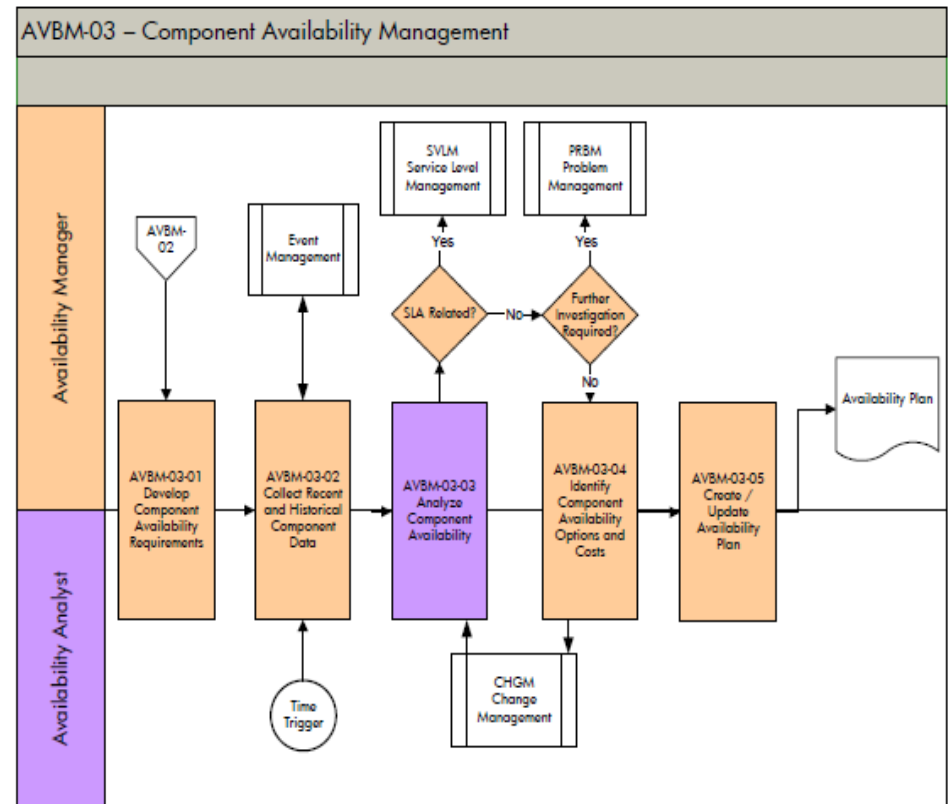 AVBM-03 – Component Availability Management
Availability Manager
Availability Analyst
AVBM-
02
Event
Management
SVLM
Service Level
Management
PRBM
Problem
Management
Yes
Yes
SLA Related?
No
Further
Investigation
Required?
No
AVBM-03-01
Develop
Component
Availability
Requirements
AVBM-03-02
Collect Recent
and Historical
Component
Data
AVBM-03-03
Analyze
Component
Availability
AVBM-03-04
Identify
Component
Availability
Options and
Costs
AVBM-03-05
Create /
Update
Availability
Plan
Availability Plan
Time
Trigger
CHGM
Change
Management